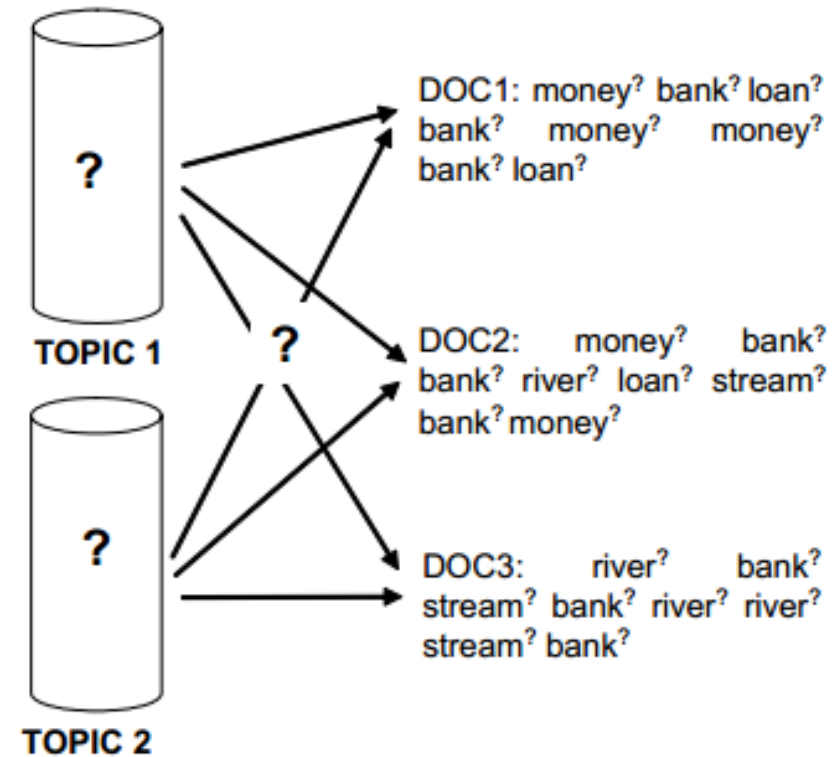 ?
TOPIC 1
?
TOPIC 2
?
DOC1: money? bank? loan?
bank? money? money?
bank? loan?
DOC2: money? bank?
bank? river? loan? stream?
bank? money?
DOC3: river? bank?
stream? bank? river? river?
stream? bank?